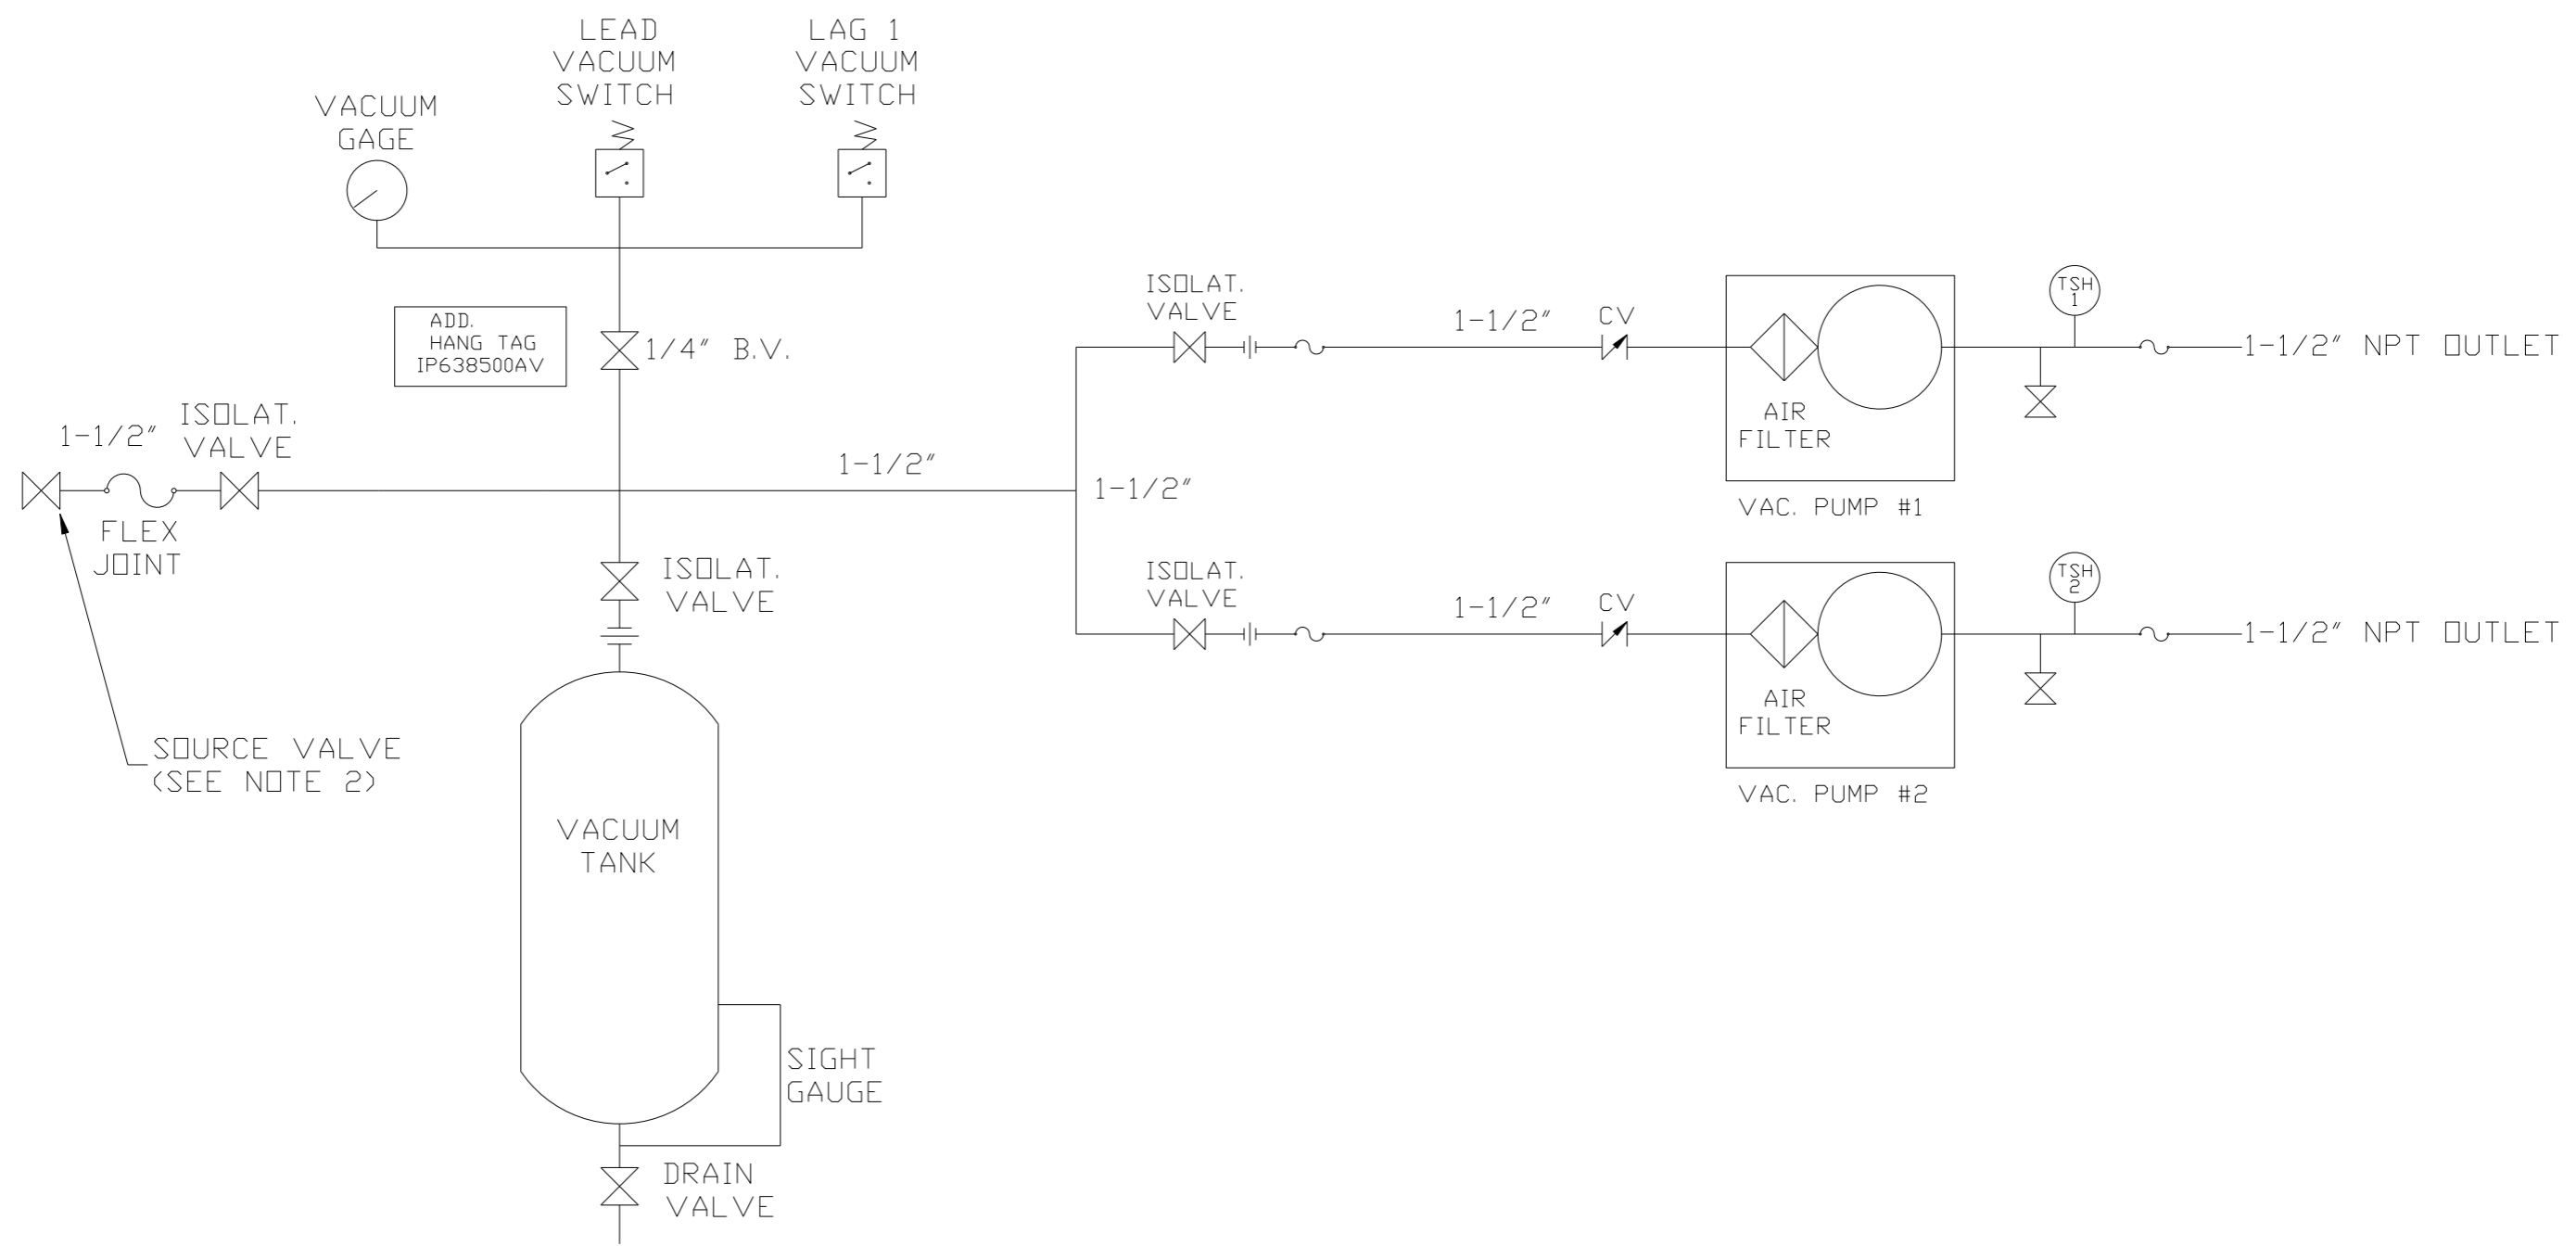 LEAD
VACUUM
SWITCH
LAG 1
VACUUM
SWITCH
VACUUM
GAGE
ADD.
HANG TAG
IP638500AV
1/4" B.V.
1-1/2"
ISOLAT.
VALVE
FLEX
JOINT
SOURCE VALVE
(SEE NOTE 2)
1-1/2"
1-1/2"
ISOLAT.
VALVE
VACUUM
TANK
SIGHT
GAUGE
DRAIN
VALVE
ISOLAT.
VALVE
1-1/2"
CV
AIR
FILTER
VAC. PUMP #1
TSH
1
1-1/2" NPT OUTLET
ISOLAT.
VALVE
1-1/2"
CV
AIR
FILTER
VAC. PUMP #2
TSH
2
1-1/2" NPT OUTLET